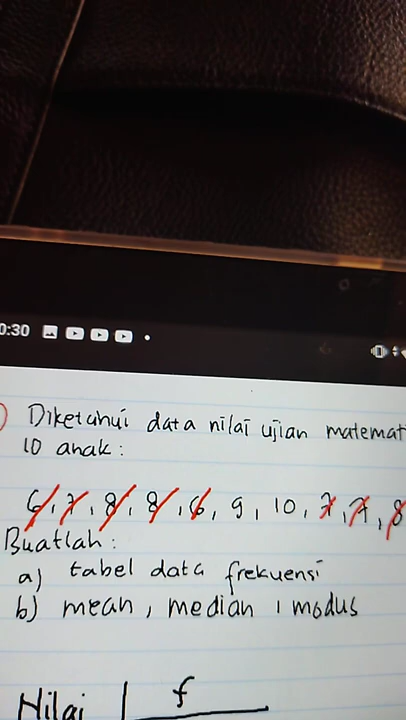 0:30
Diketahui data nilai ujian matemat
10 anak :
6, 7, 8, 8, 6, 9, 10, 7, 7, 8
Buatlah :
a) tabel data frekuensi
b) mean, median, modus
Nilai | f